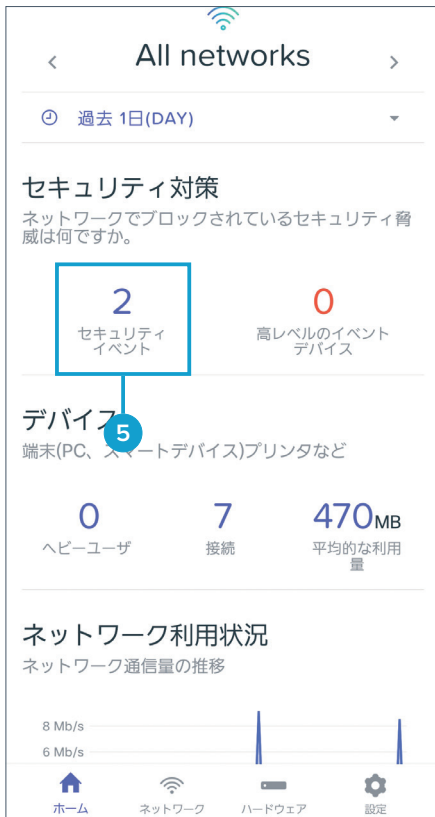 All networks
過去 1日(DAY)
セキュリティ対策
ネットワークでブロックされているセキュリティ脅
威は何ですか。
2
セキュリティ
イベント
0
高レベルのイベント
デバイス
5
デバイス
端末(PC、スマートデバイス)プリンタなど
0
ヘビーユーザ
7
接続
470MB
平均的な利用
量
ネットワーク利用状況
ネットワーク通信量の推移
8 Mb/s
6 Mb/s
ホーム
ネットワーク
ハードウェア
設定